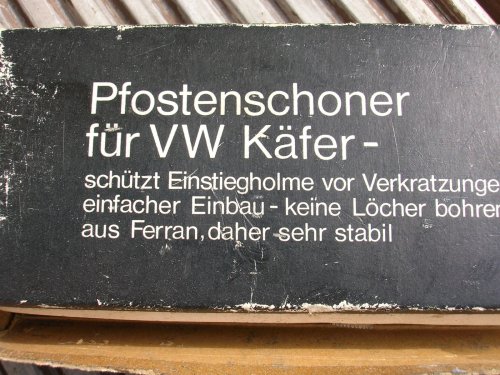 Pfostenschoner
für VW Käfer -
schützt Einstiegholme vor Verkratzunge
einfacher Einbau - keine Löcher bohren
aus Ferran, daher sehr stabil